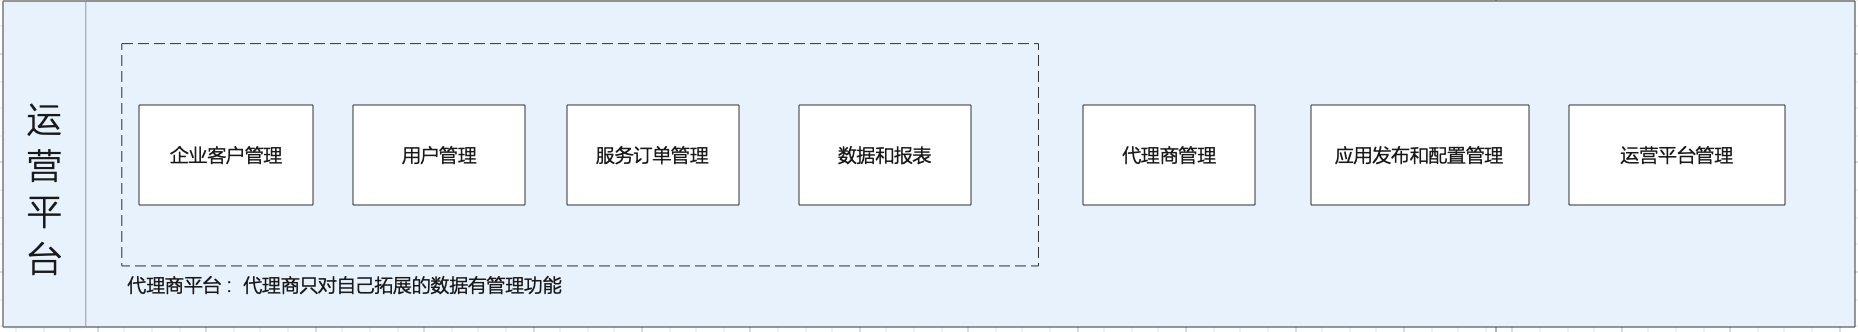 运营平台
企业客户管理
用户管理
服务订单管理
数据和报表
代理商管理
应用发布和配置管理
运营平台管理
代理商平台：代理商只对自己拓展的数据有管理功能